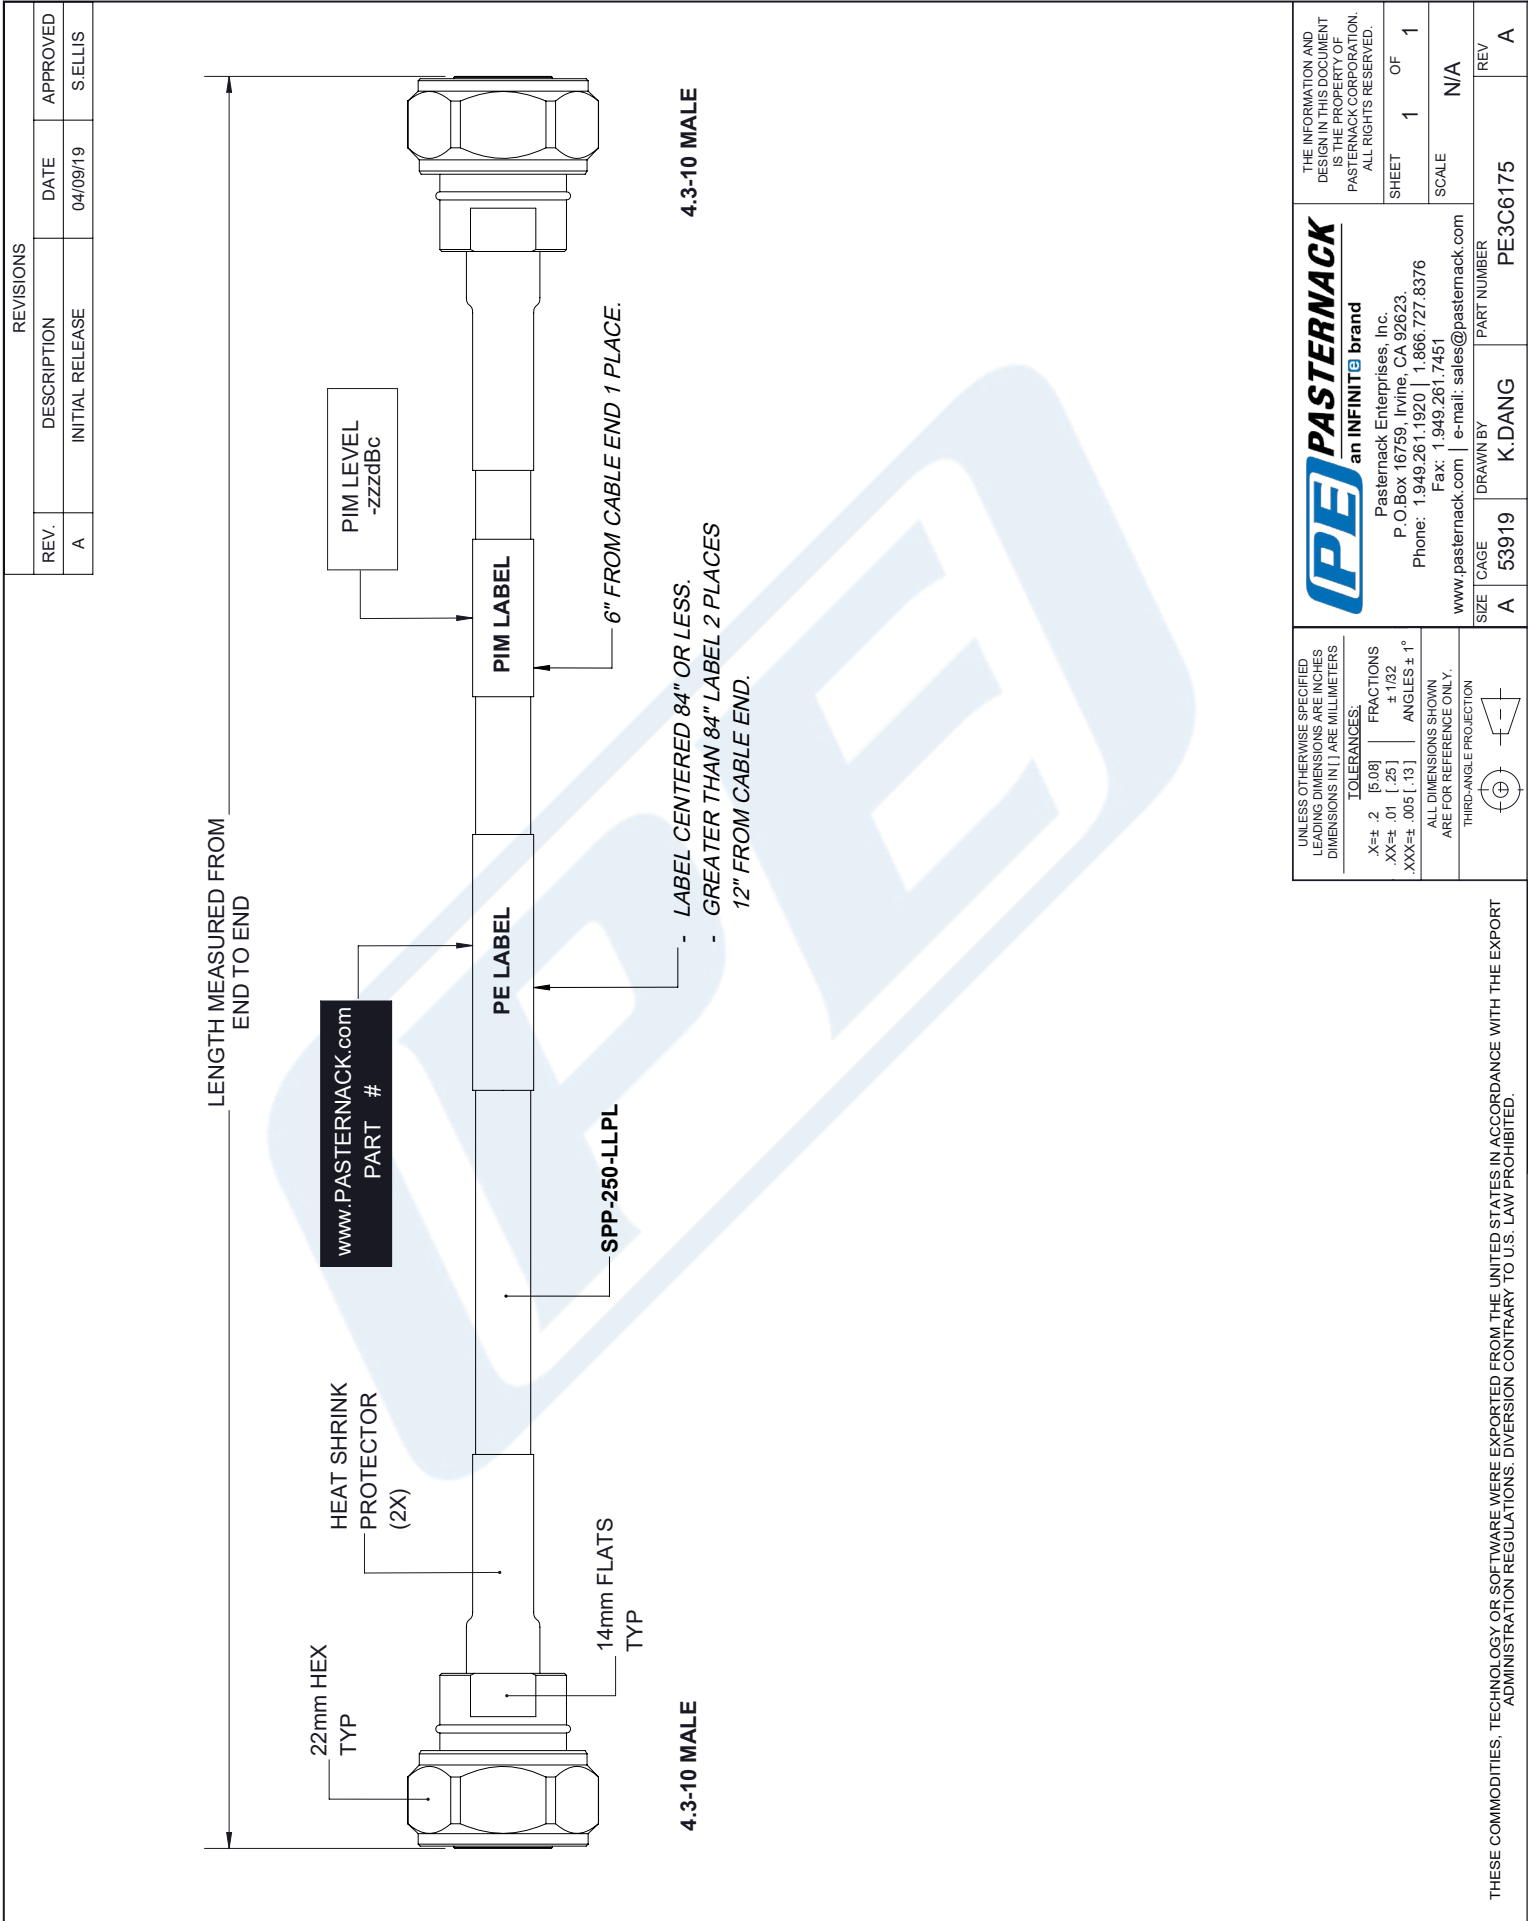 REVISIONS
REV. DESCRIPTION DATE APPROVED
A INITIAL RELEASE 04/09/19 S.ELLIS
LENGTH MEASURED FROM
END TO END
22mm HEX
TYP
HEAT SHRINK
PROTECTOR
(2X)
www.PASTERNACK.com
PART #
PIM LEVEL
-zzzdBc
PE LABEL
PIM LABEL
14mm FLATS
TYP
SPP-250-LLPL
6" FROM CABLE END 1 PLACE.
- LABEL CENTERED 84" OR LESS.
- GREATER THAN 84" LABEL 2 PLACES
12" FROM CABLE END.
4.3-10 MALE
4.3-10 MALE
PE
UNLESS OTHERWISE SPECIFIED
LEADING DIMENSIONS ARE INCHES
DIMENSIONS IN [ ] ARE MILLIMETERS
TOLERANCES:
.X=± .2 [5.08] FRACTIONS
.XX=± .01 [ .25] ± 1/32
.XXX=± .005 [ .13] ANGLES ± 1°
ALL DIMENSIONS SHOWN
ARE FOR REFERENCE ONLY.
THIRD-ANGLE PROJECTION
PE PASTERNACK
an INFINITe brand
Pasternack Enterprises, Inc.
P.O.Box 16759, Irvine, CA 92623.
Phone: 1.949.261.1920 | 1.866.727.8376
Fax: 1.949.261.7451
www.pasternack.com | e-mail: sales@pasternack.com
THE INFORMATION AND
DESIGN IN THIS DOCUMENT
IS THE PROPERTY OF
PASTERNACK CORPORATION.
ALL RIGHTS RESERVED.
SHEET 1 OF 1
SCALE N/A
SIZE CAGE DRAWN BY PART NUMBER REV
A 53919 K.DANG PE3C6175 A
THESE COMMODITIES, TECHNOLOGY OR SOFTWARE WERE EXPORTED FROM THE UNITED STATES IN ACCORDANCE WITH THE EXPORT
ADMINISTRATION REGULATIONS. DIVERSION CONTRARY TO U.S. LAW PROHIBITED.